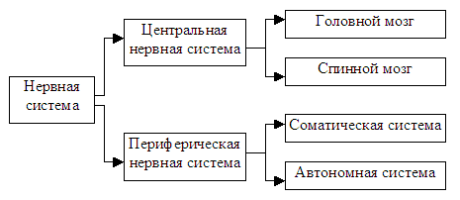 Нервная
система
Центральная
нервная система
Головной мозг
Спинной мозг
Периферическая
нервная система
Соматическая система
Автономная система